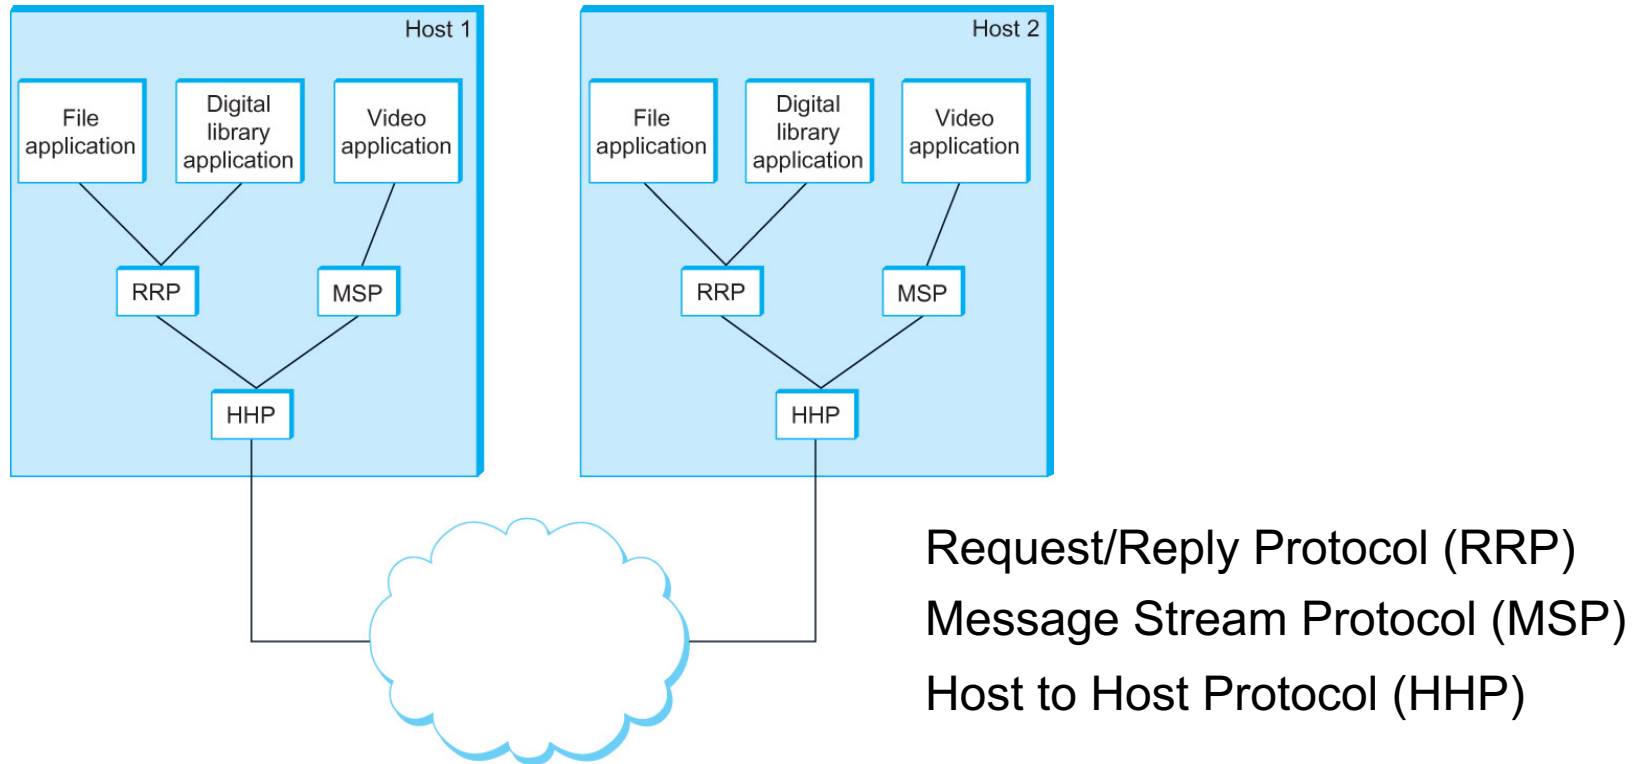 Host 1
File
application
Digital
library
application
Video
application
RRP
MSP
HHP
Host 2
File
application
Digital
library
application
Video
application
RRP
MSP
HHP
Request/Reply Protocol (RRP)
Message Stream Protocol (MSP)
Host to Host Protocol (HHP)